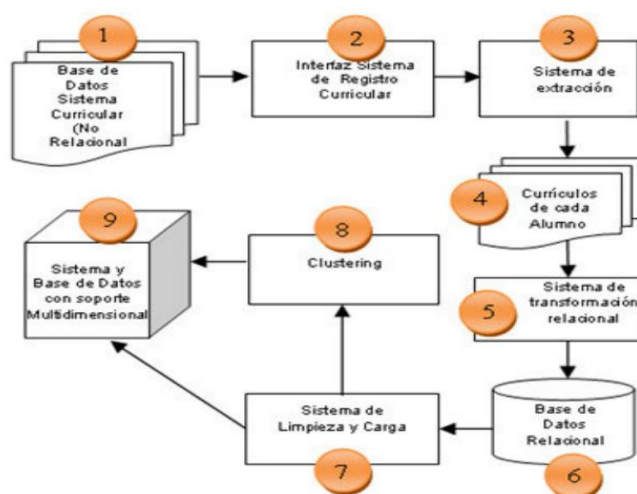 1
Base de
Datos
Sistema
Curricular
(No
Relacional
2
Interfaz Sistema
de Registro
Curricular
3
Sistema de
extracción
4
Currículos
de cada
Alumno
5
Sistema de
transformación
relacional
6
Base de
Datos
Relacional
7
Sistema de
Limpieza y Carga
8
Clustering
9
Sistema y
Base de Datos
con soporte
Multidimensional